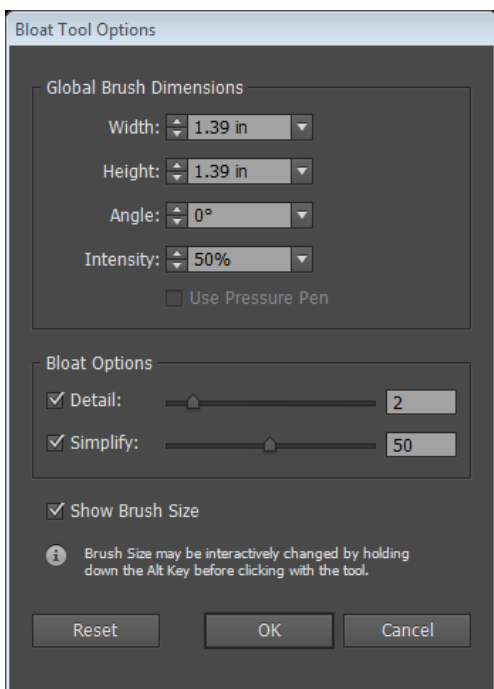 Bloat Tool Options
Global Brush Dimensions
Width: 1.39 in
Height: 1.39 in
Angle: 0°
Intensity: 50%
Use Pressure Pen
Bloat Options
Detail: 2
Simplify: 50
Show Brush Size
Brush Size may be interactively changed by holding
down the Alt Key before clicking with the tool.
Reset OK Cancel